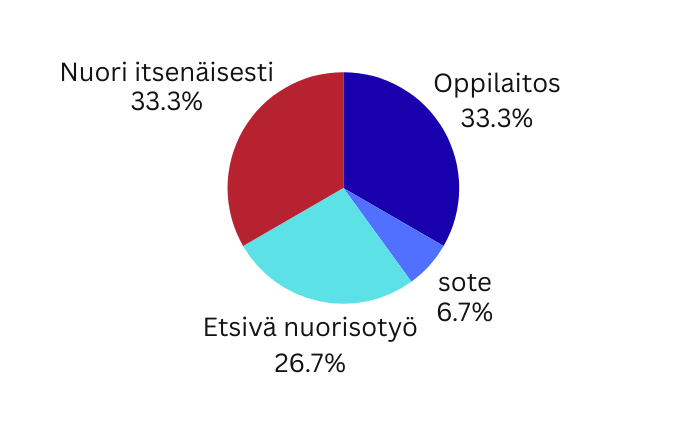 Nuori itsenäisesti
33.3%
Oppilaitos
33.3%
sote
6.7%
Etsivä nuorisotyö
26.7%